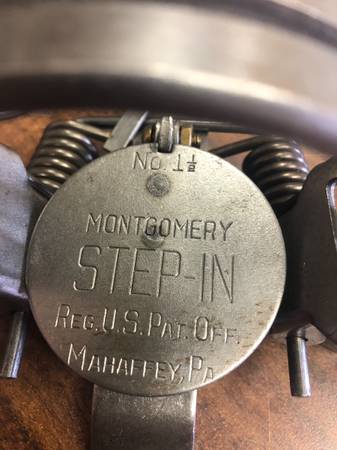 No. 1½
MONTGOMERY
STEP-IN
REG. U.S. PAT. OFF.
MAHAFFEY, PA